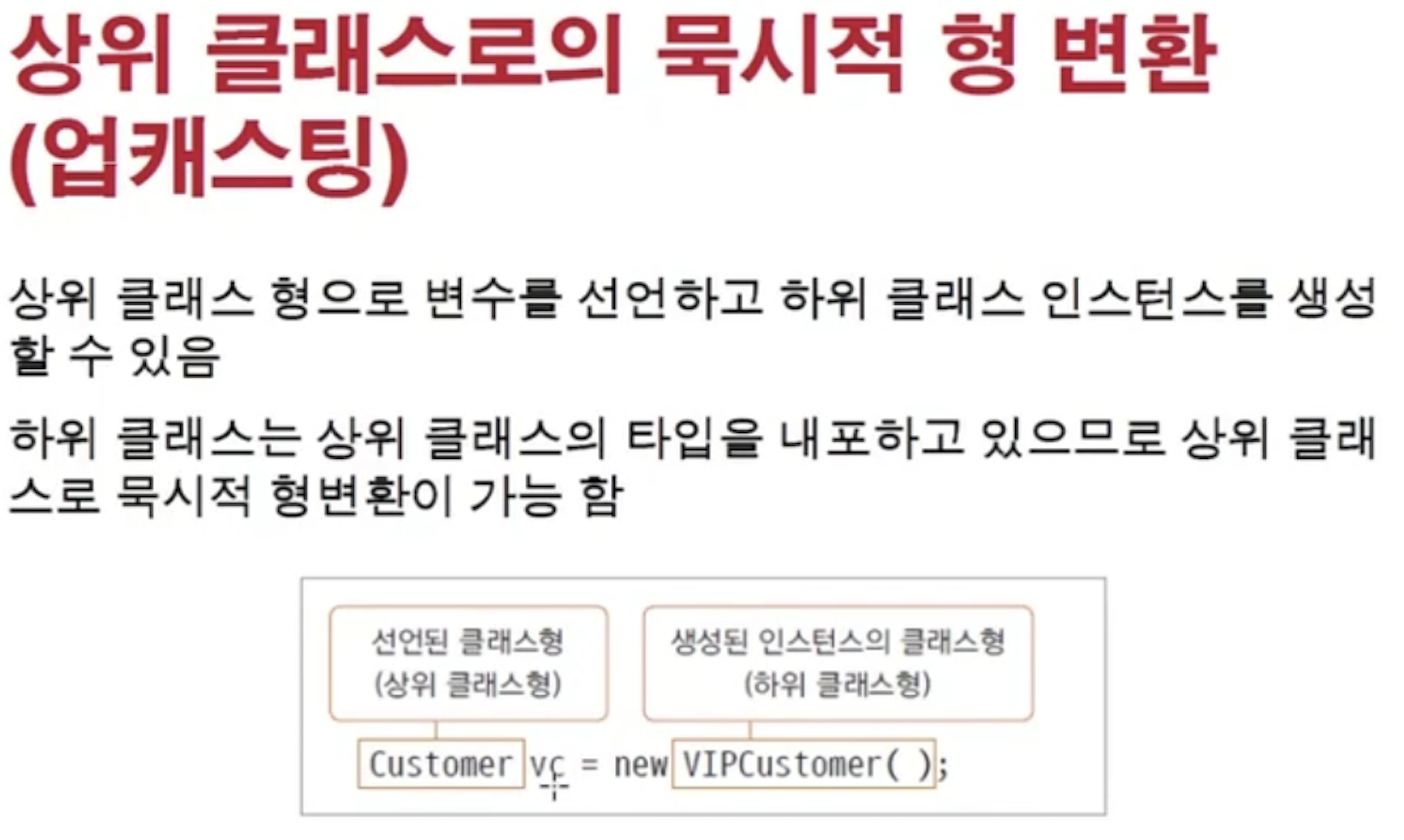 상위 클래스로의 묵시적 형 변환
(업캐스팅)
상위 클래스 형으로 변수를 선언하고 하위 클래스 인스턴스를 생성
할 수 있음
하위 클래스는 상위 클래스의 타입을 내포하고 있으므로 상위 클래
스로 묵시적 형변환이 가능 함
선언된 클래스형
(상위 클래스형)
생성된 인스턴스의 클래스형
(하위 클래스형)
Customer vc = new VIPCustomer( );